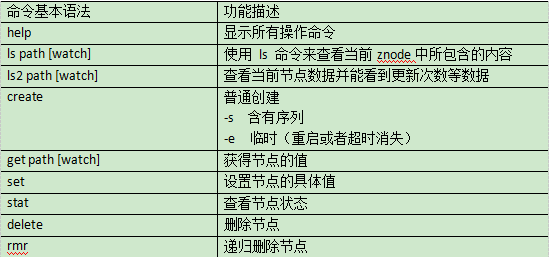 命令基本语法 功能描述
help 显示所有操作命令
ls path [watch] 使用 ls 命令来查看当前 znode 中所包含的内容
ls2 path [watch] 查看当前节点数据并能看到更新次数等数据
create 普通创建
-s 含有序列
-e 临时（重启或者超时消失）
get path [watch] 获得节点的值
set 设置节点的具体值
stat 查看节点状态
delete 删除节点
rmr 递归删除节点